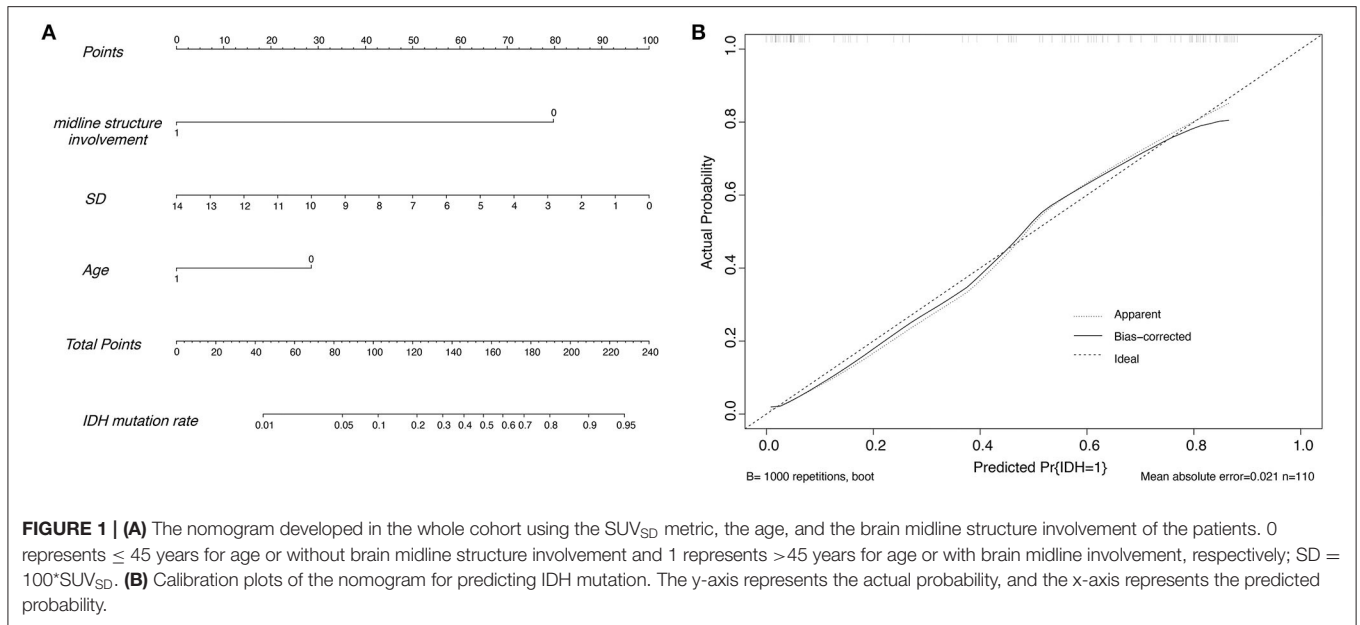 A
Points
0 10 20 30 40 50 60 70 80 90 100
midline structure
involvement
0
1
SD
14 13 12 11 10 9 8 7 6 5 4 3 2 1 0
Age
0
1
Total Points
0 20 40 60 80 100 120 140 160 180 200 220 240
IDH mutation rate
0.01 0.05 0.1 0.2 0.3 0.4 0.5 0.6 0.7 0.8 0.9 0.95
B
Actual Probability
1.0
0.8
0.6
0.4
0.2
0.0
Apparent
Bias−corrected
Ideal
0.0 0.2 0.4 0.6 0.8 1.0
Predicted Pr{IDH=1}
B= 1000 repetitions, boot
Mean absolute error=0.021 n=110
FIGURE 1 | (A) The nomogram developed in the whole cohort using the SUVSD metric, the age, and the brain midline structure involvement of the patients. 0
represents ≤ 45 years for age or without brain midline structure involvement and 1 represents >45 years for age or with brain midline involvement, respectively; SD =
100*SUVSD. (B) Calibration plots of the nomogram for predicting IDH mutation. The y-axis represents the actual probability, and the x-axis represents the predicted
probability.